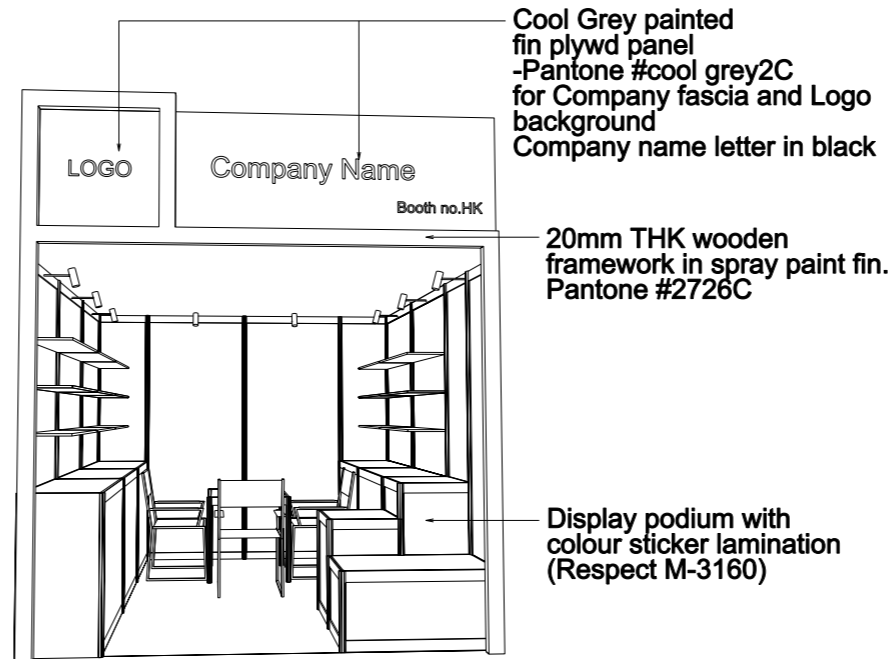 Cool Grey painted
fin plywd panel
-Pantone #cool grey2C
for Company fascia and Logo
background
Company name letter in black
LOGO
Company Name
Booth no.HK
20mm THK wooden
framework in spray paint fin.
Pantone #2726C
Display podium with
colour sticker lamination
(Respect M-3160)